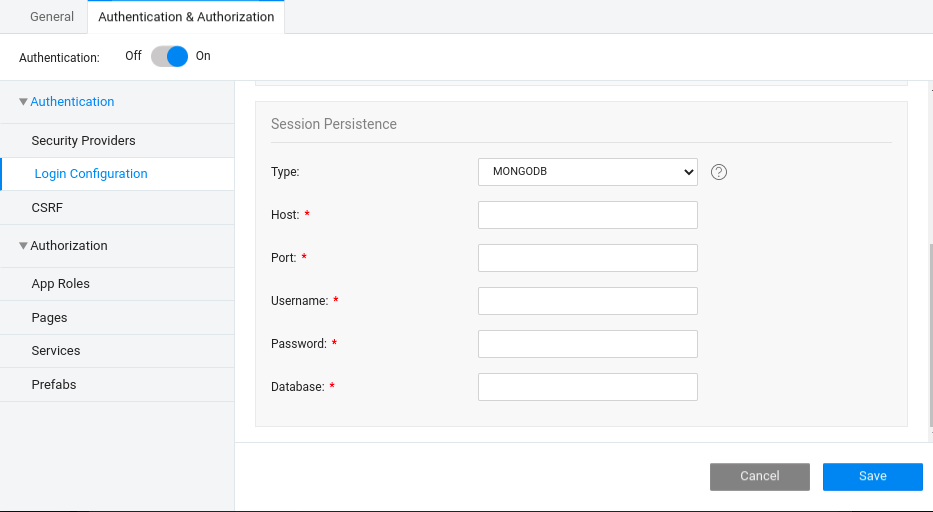 General
Authentication & Authorization
Authentication:
Off
On
Authentication
Security Providers
Login Configuration
CSRF
Authorization
App Roles
Pages
Services
Prefabs
Session Persistence
Type:
MONGODB
?
Host: *
Port: *
Username: *
Password: *
Database: *
Cancel
Save